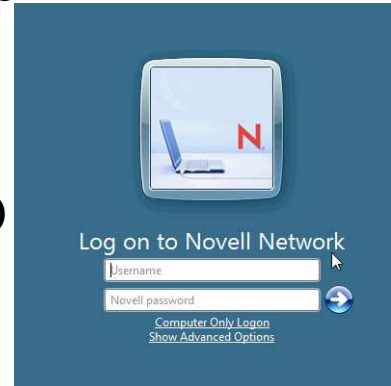 N
Log on to Novell Network
Username
Novell password
Computer Only Logon
Show Advanced Options